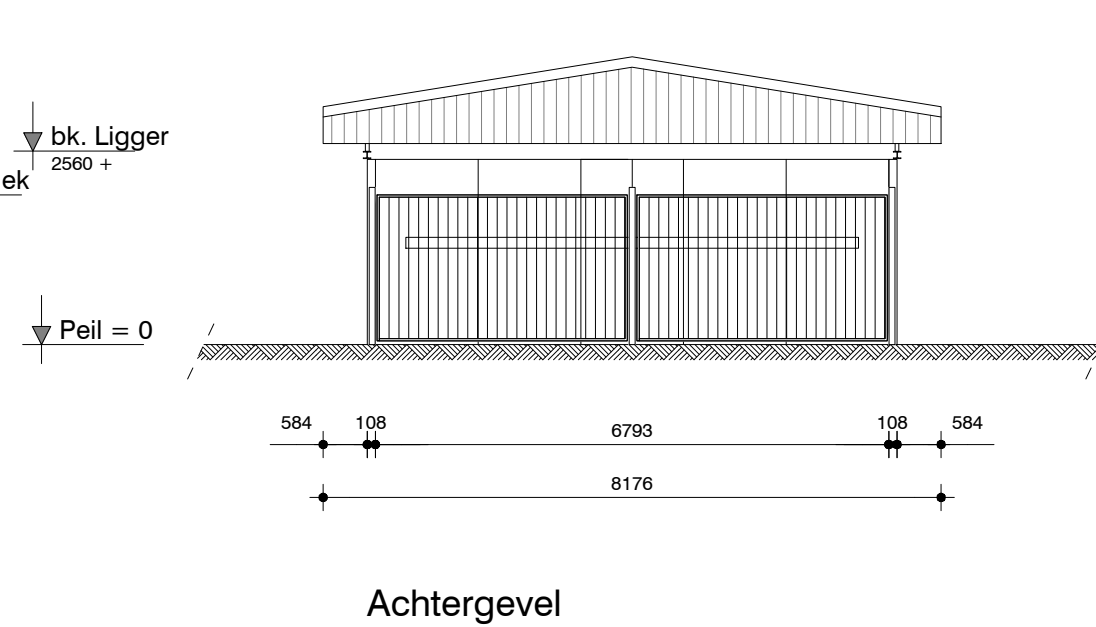 bk. Ligger
2560 +
ek
Peil = 0
584 108 6793 108 584
8176
Achtergevel